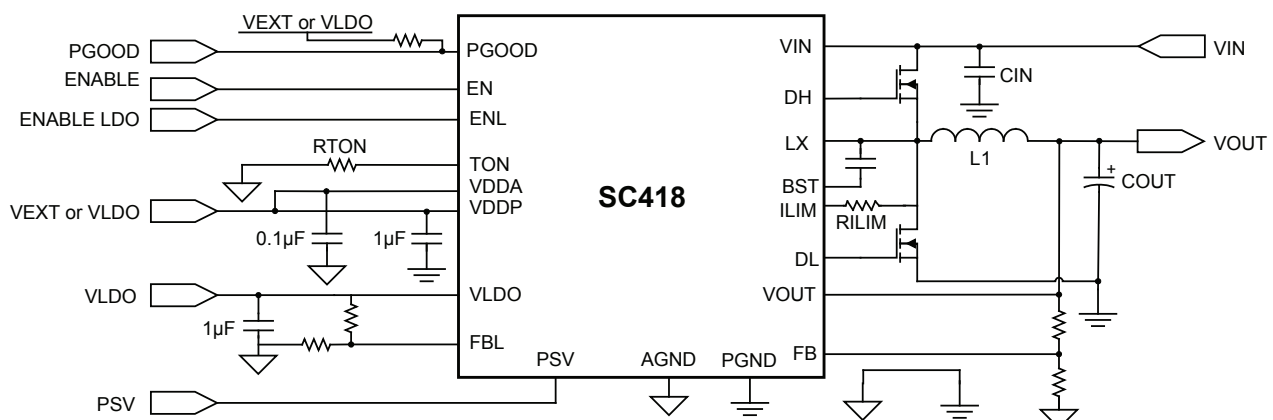 VEXT or VLDO
PGOOD
ENABLE
ENABLE LDO
RTON
VEXT or VLDO
0.1µF
1µF
VLDO
1µF
PSV
PGOOD
EN
ENL
TON
VDDA
VDDP
VLDO
FBL
PSV
AGND
PGND
SC418
VIN
DH
LX
BST
ILIM
DL
VOUT
FB
CIN
VIN
L1
VOUT
+
COUT
RILIM